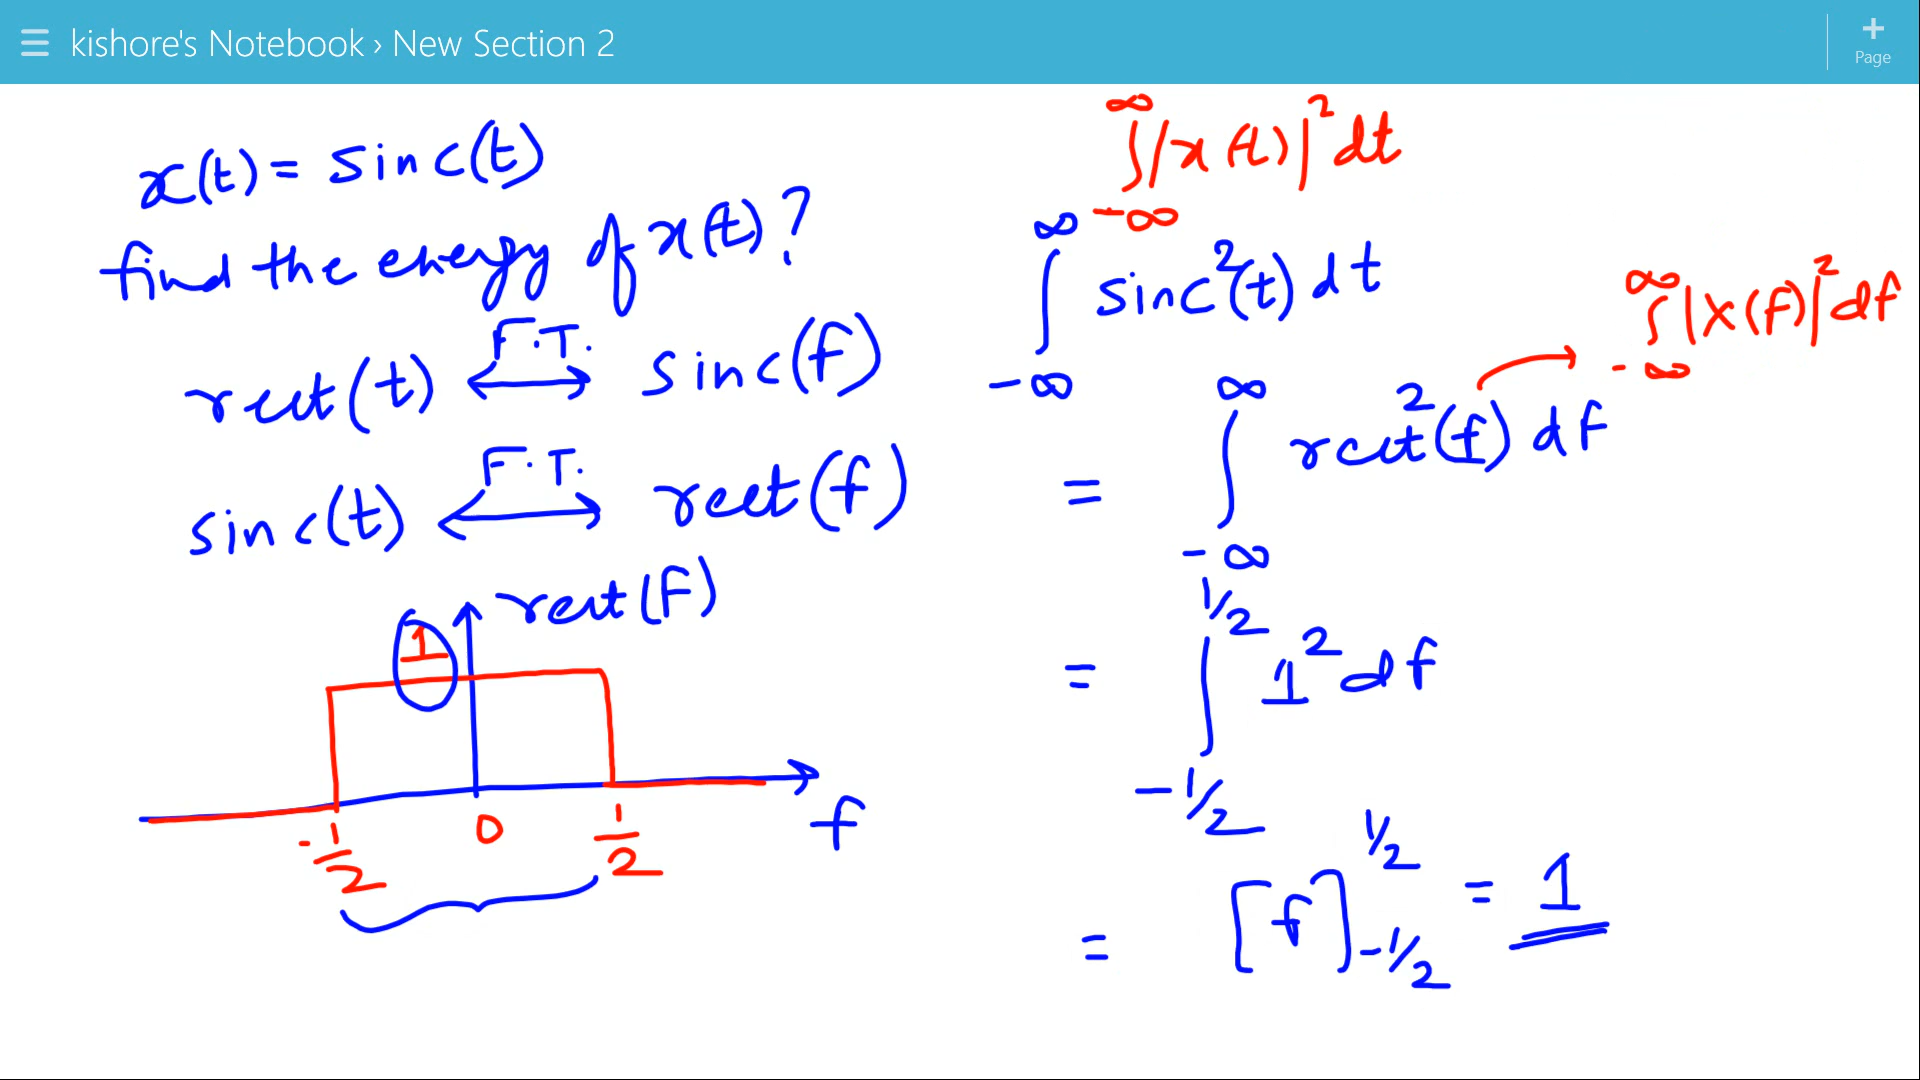 kishore's Notebook › New Section 2
+
Page
x(t) = sinc(t)
find the energy of x(t)?
rect(t) ⟷ F.T. sinc(f)
sinc(t) ⟷ F.T. rect(f)
rect(f)
1
-1/2 0 1/2 f
∫_{-∞}^{∞} |x(t)|² dt
∫_{-∞}^{∞} sinc²(t) dt
∫_{-∞}^{∞} |X(f)|² df
= ∫_{-∞}^{∞} rect²(f) df
= ∫_{-1/2}^{1/2} 1² df
= [f]_{-1/2}^{1/2} = 1